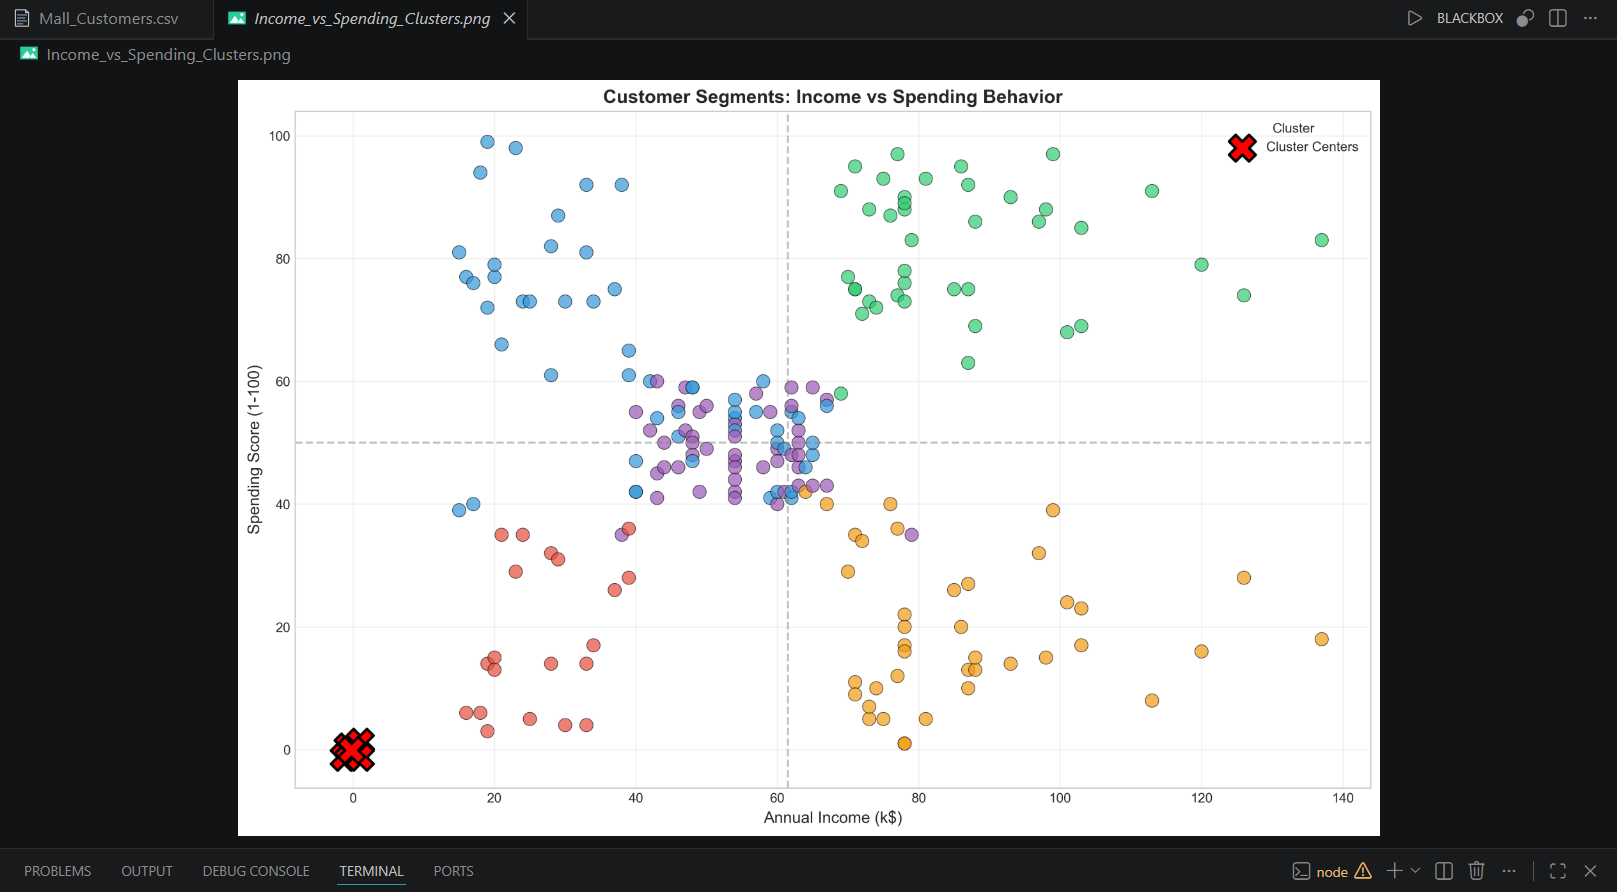 Mall_Customers.csv
Income_vs_Spending_Clusters.png
BLACKBOX
Income_vs_Spending_Clusters.png
Customer Segments: Income vs Spending Behavior
Cluster
Cluster Centers
100
80
60
40
20
0
Spending Score (1-100)
0
20
40
60
80
100
120
140
Annual Income (k$)
PROBLEMS
OUTPUT
DEBUG CONSOLE
TERMINAL
PORTS
node